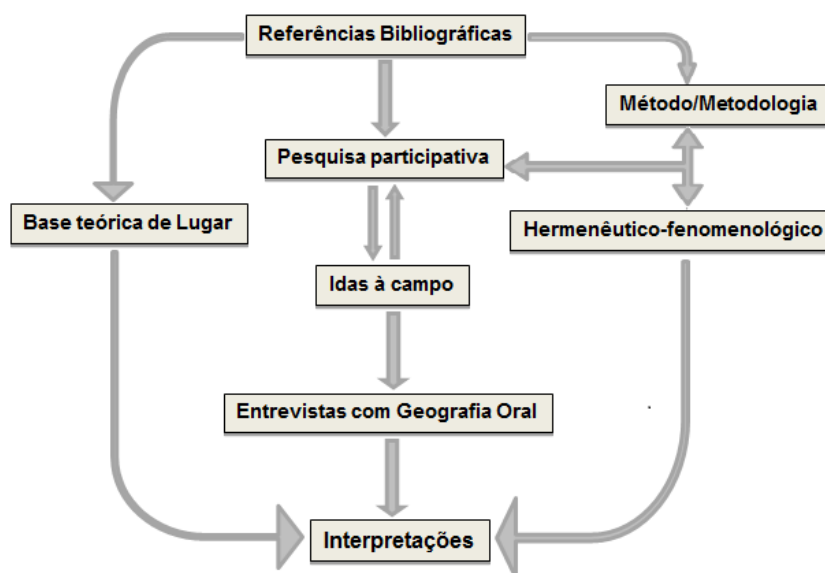 Referências Bibliográficas
Método/Metodologia
Pesquisa participativa
Base teórica de Lugar
Hermenêutico-fenomenológico
Idas à campo
Entrevistas com Geografia Oral
Interpretações